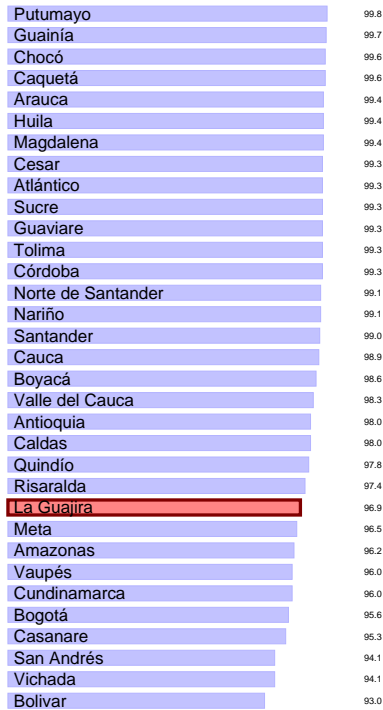 Putumayo 99.8
Guainía 99.7
Chocó 99.6
Caquetá 99.6
Arauca 99.4
Huila 99.4
Magdalena 99.4
Cesar 99.3
Atlántico 99.3
Sucre 99.3
Guaviare 99.3
Tolima 99.3
Córdoba 99.3
Norte de Santander 99.1
Nariño 99.1
Santander 99.0
Cauca 98.9
Boyacá 98.6
Valle del Cauca 98.3
Antioquia 98.0
Caldas 98.0
Quindío 97.8
Risaralda 97.4
La Guajira 96.9
Meta 96.5
Amazonas 96.2
Vaupés 96.0
Cundinamarca 96.0
Bogotá 95.6
Casanare 95.3
San Andrés 94.1
Vichada 94.1
Bolivar 93.0